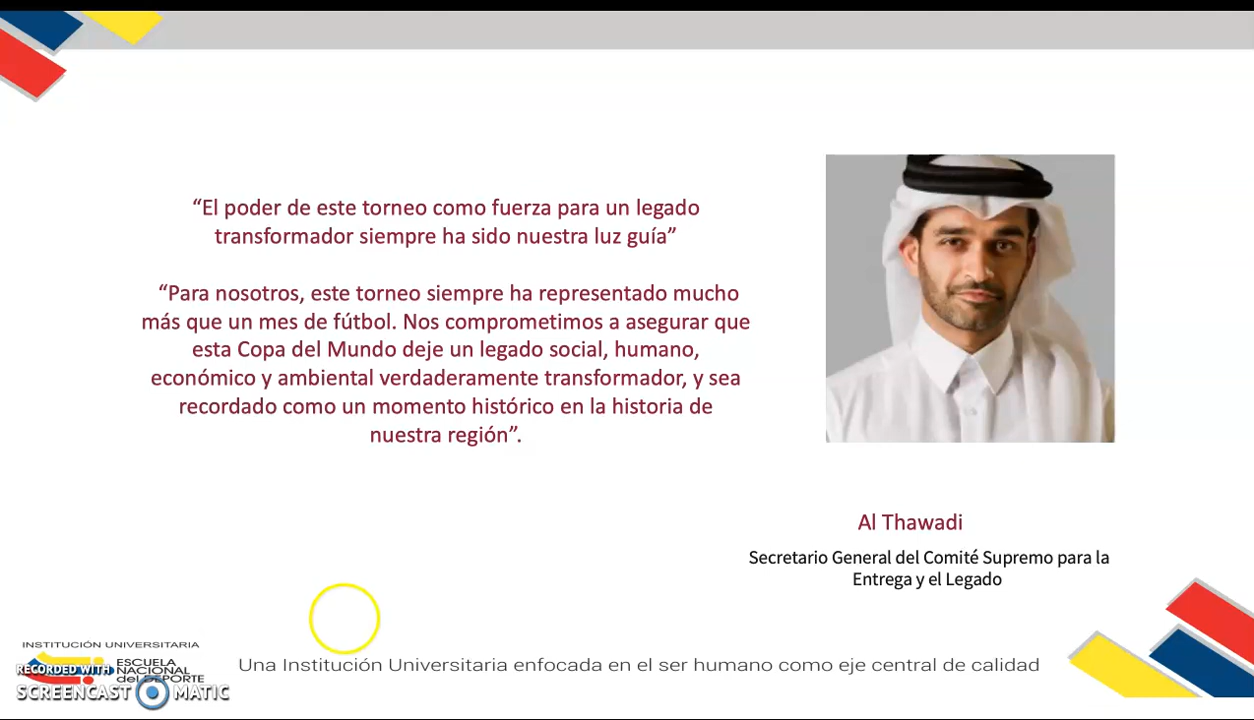 “El poder de este torneo como fuerza para un legado
transformador siempre ha sido nuestra luz guía”
“Para nosotros, este torneo siempre ha representado mucho
más que un mes de fútbol. Nos comprometimos a asegurar que
esta Copa del Mundo deje un legado social, humano,
económico y ambiental verdaderamente transformador, y sea
recordado como un momento histórico en la historia de
nuestra región”.
Al Thawadi
Secretario General del Comité Supremo para la
Entrega y el Legado
INSTITUCIÓN UNIVERSITARIA
ESCUELA
NACIONAL
del DEPORTE
RECORDED WITH
SCREENCAST MATIC
Una Institución Universitaria enfocada en el ser humano como eje central de calidad